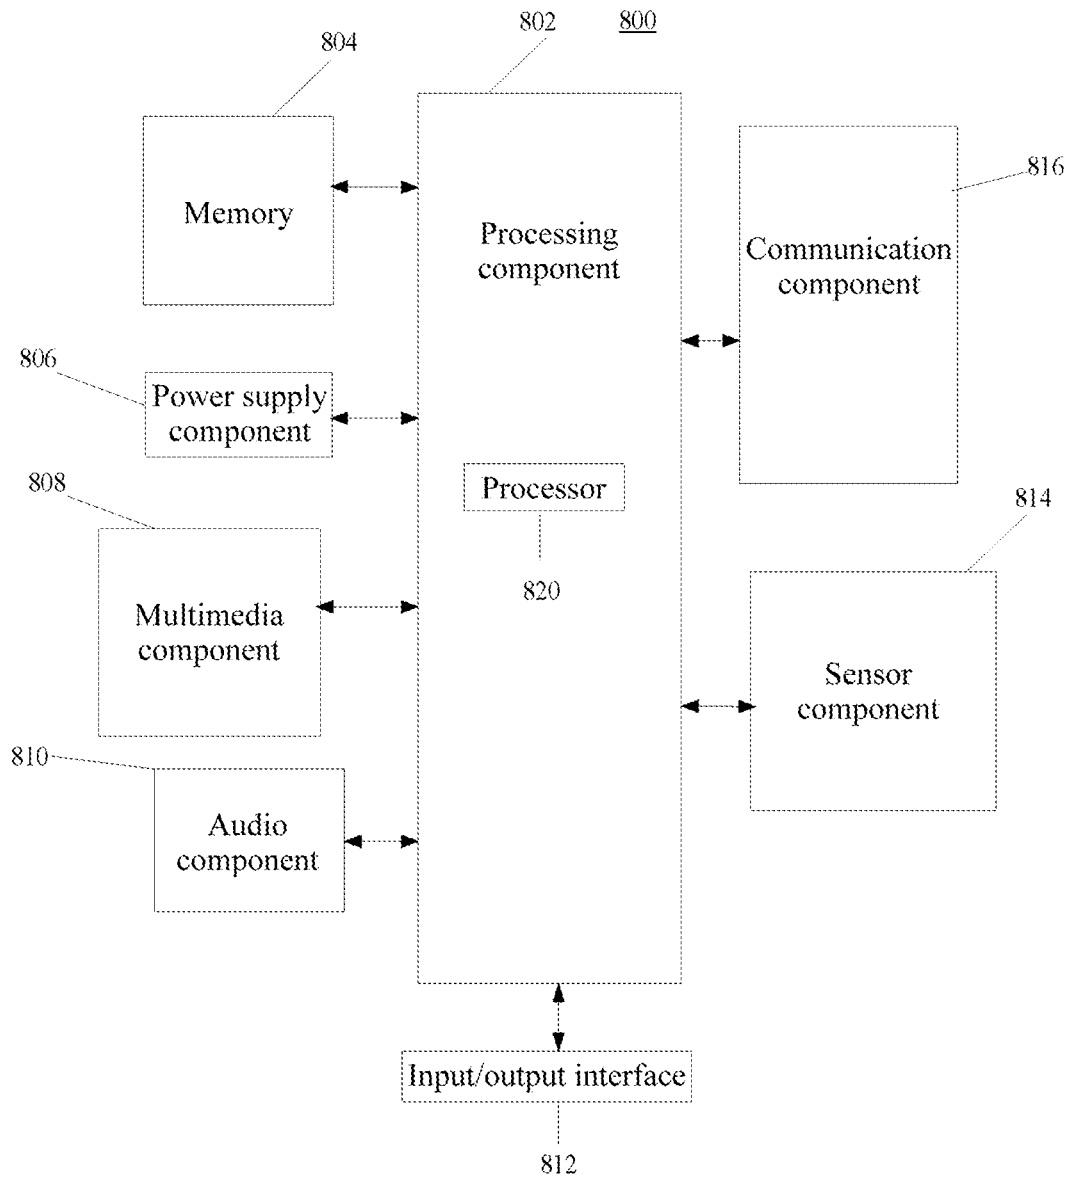 800
802
804
Memory
Processing
component
816
Communication
component
806
Power supply
component
808
Processor
820
814
Multimedia
component
Sensor
component
810
Audio
component
Input/output interface
812